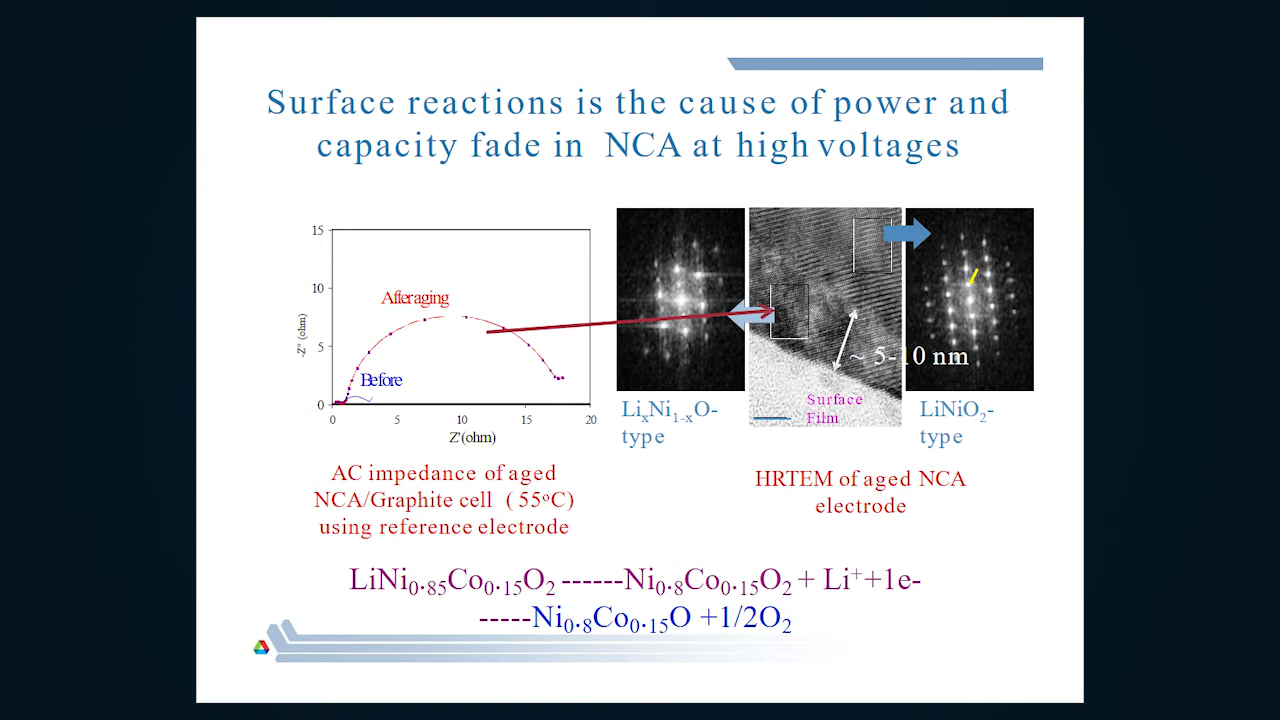 Surface reactions is the cause of power and
capacity fade in NCA at high voltages
15
10
5
0
-Z'' (ohm)
After aging
Before
0 5 10 15 20
Z' (ohm)
~ 5-10 nm
Surface
Film
LixNi1-xO-
type
LiNiO2-
type
AC impedance of aged
NCA/Graphite cell ( 55oC)
using reference electrode
HRTEM of aged NCA
electrode
LiNi0.85Co0.15O2 ------Ni0.8Co0.15O2 + Li+ +1e-
-----Ni0.8Co0.15O +1/2O2